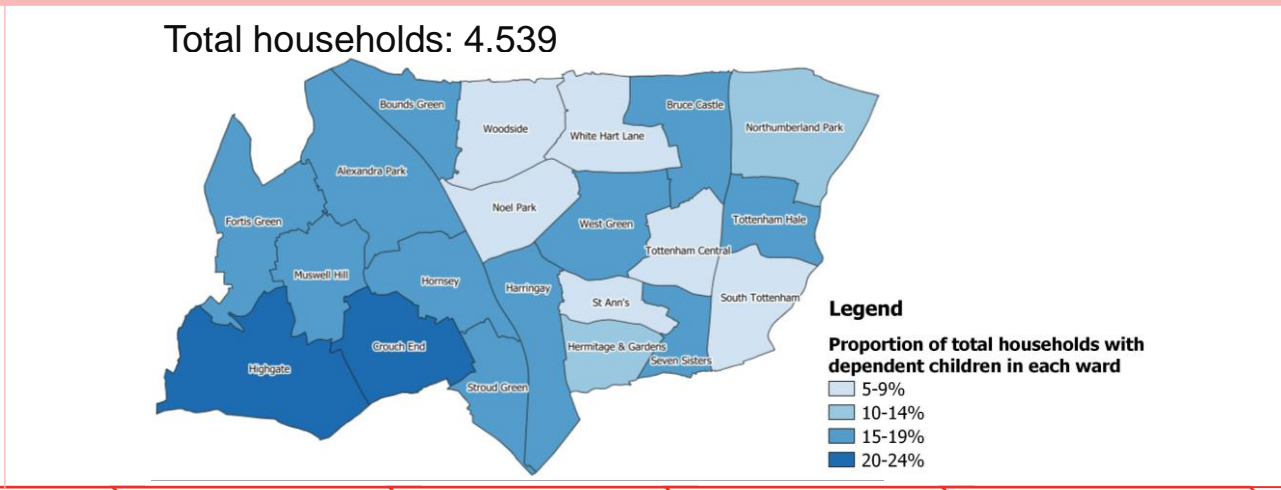 Total households: 4.539
Bounds Green
Bruce Castle
Woodside
White Hart Lane
Northumberland Park
Alexandra Park
Noel Park
Fortis Green
West Green
Tottenham Hale
Tottenham Central
Muswell Hill
Hornsey
Harringay
St Ann's
South Tottenham
Crouch End
Hermitage & Gardens
Seven Sisters
Highgate
Stroud Green
Legend
Proportion of total households with
dependent children in each ward
5-9%
10-14%
15-19%
20-24%